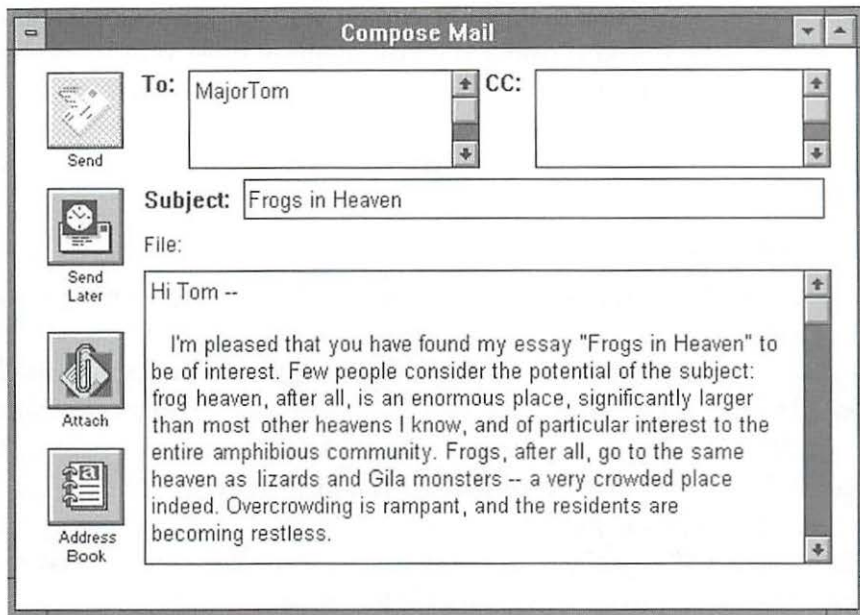 Compose Mail
To:
MajorTom
CC:
Send
Subject:
Frogs in Heaven
File:
Send
Later
Hi Tom --
I'm pleased that you have found my essay "Frogs in Heaven" to
be of interest. Few people consider the potential of the subject:
frog heaven, after all, is an enormous place, significantly larger
than most other heavens I know, and of particular interest to the
entire amphibious community. Frogs, after all, go to the same
heaven as lizards and Gila monsters -- a very crowded place
indeed. Overcrowding is rampant, and the residents are
becoming restless.
Attach
a
Address
Book